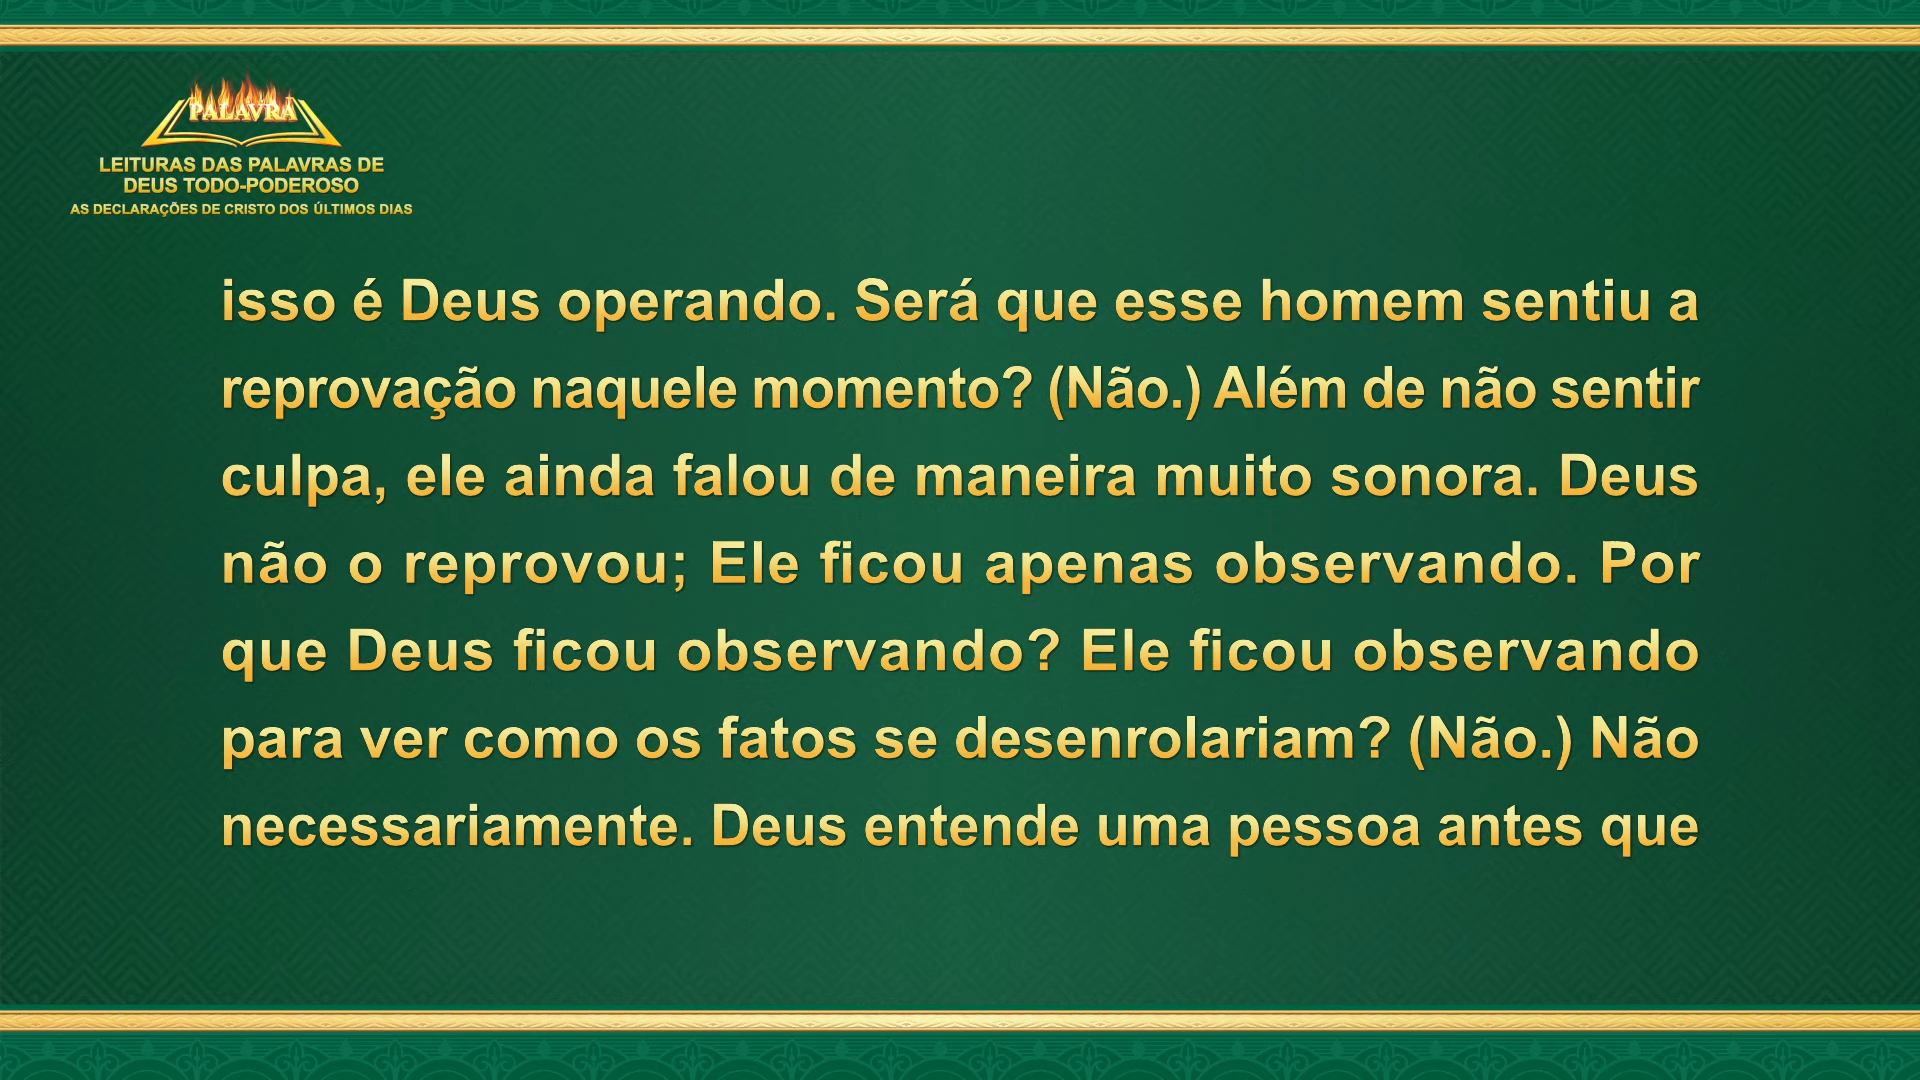 PALAVRA
LEITURAS DAS PALAVRAS DE
DEUS TODO-PODEROSO
AS DECLARAÇÕES DE CRISTO DOS ÚLTIMOS DIAS
isso é Deus operando. Será que esse homem sentiu a
reprovação naquele momento? (Não.) Além de não sentir
culpa, ele ainda falou de maneira muito sonora. Deus
não o reprovou; Ele ficou apenas observando. Por
que Deus ficou observando? Ele ficou observando
para ver como os fatos se desenrolariam? (Não.) Não
necessariamente. Deus entende uma pessoa antes que